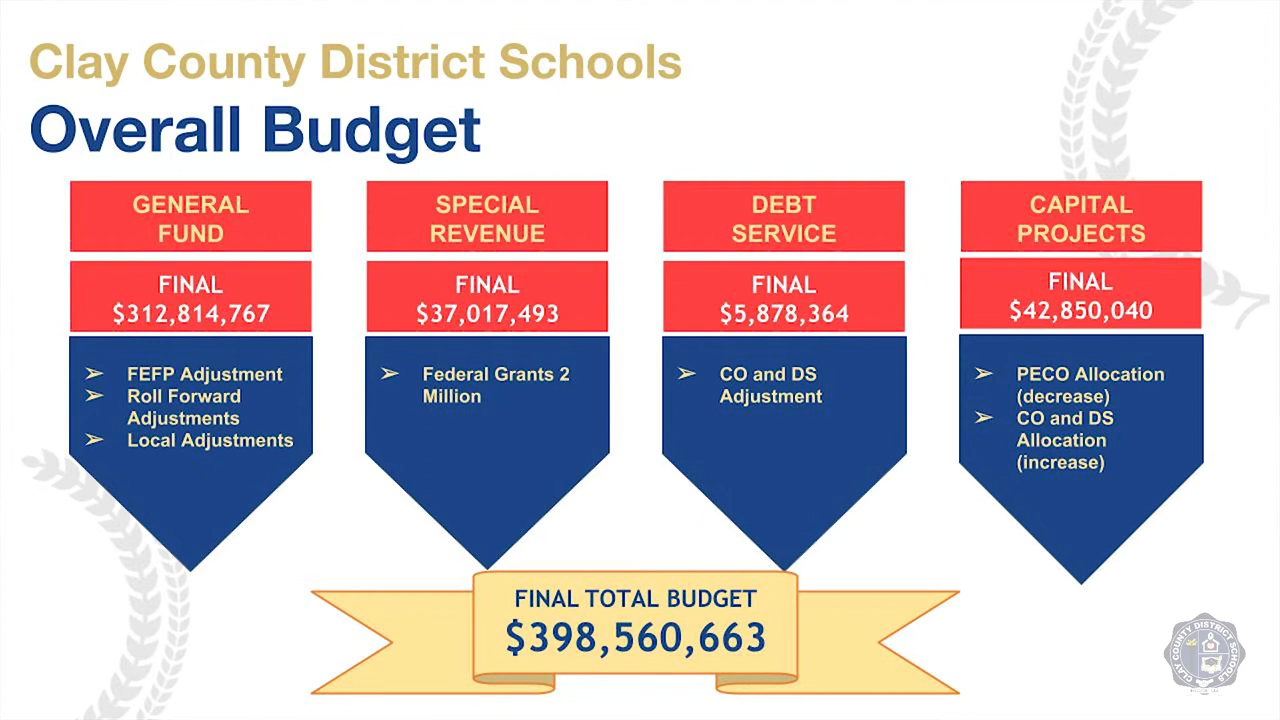 Clay County District Schools
Overall Budget
GENERAL
FUND
FINAL
$312,814,767
➢ FEFP Adjustment
➢ Roll Forward
Adjustments
➢ Local Adjustments
SPECIAL
REVENUE
FINAL
$37,017,493
➢ Federal Grants 2
Million
DEBT
SERVICE
FINAL
$5,878,364
➢ CO and DS
Adjustment
CAPITAL
PROJECTS
FINAL
$42,850,040
➢ PECO Allocation
(decrease)
➢ CO and DS
Allocation
(increase)
FINAL TOTAL BUDGET
$398,560,663
CLAY COUNTY DISTRICT SCHOOLS